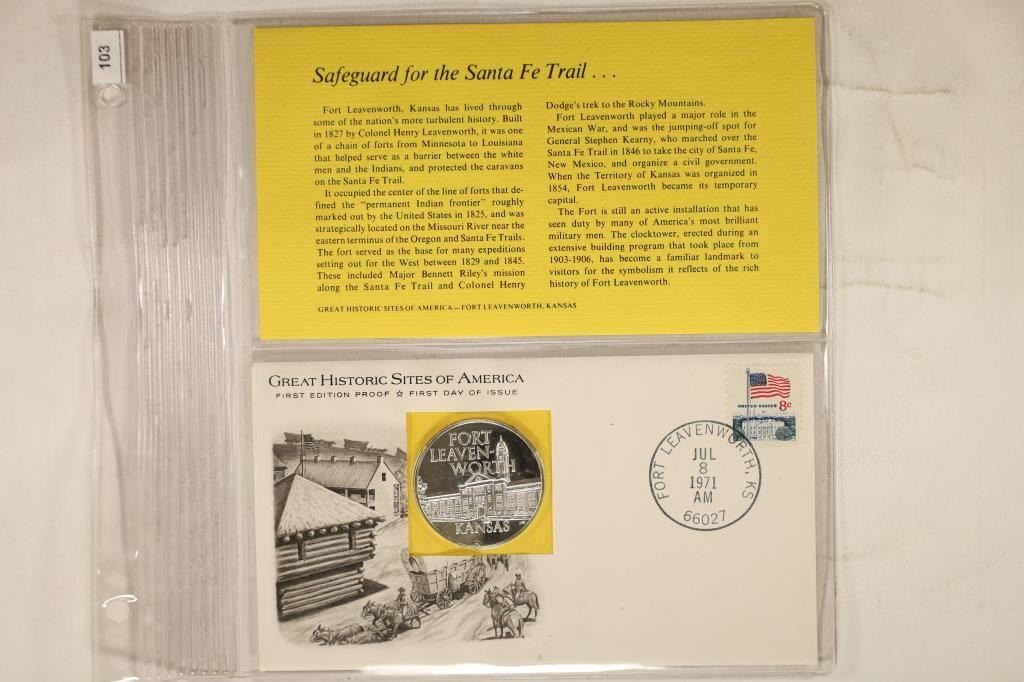 103
Safeguard for the Santa Fe Trail . . .
Fort Leavenworth, Kansas has lived through
some of the nation's more turbulent history. Built
in 1827 by Colonel Henry Leavenworth, it was one
of a chain of forts from Minnesota to Louisiana
that helped serve as a barrier between the white
men and the Indians, and protected the caravans
on the Santa Fe Trail.
It occupied the center of the line of forts that de-
fined the "permanent Indian frontier" roughly
marked out by the United States in 1825, and was
strategically located on the Missouri River near the
eastern terminus of the Oregon and Santa Fe Trails.
The fort served as the base for many expeditions
setting out for the West between 1829 and 1845.
These included Major Bennett Riley's mission
along the Santa Fe Trail and Colonel Henry
Dodge's trek to the Rocky Mountains.
Fort Leavenworth played a major role in the
Mexican War, and was the jumping-off spot for
General Stephen Kearny, who marched over the
Santa Fe Trail in 1846 to take the city of Santa Fe,
New Mexico, and organize a civil government.
When the Territory of Kansas was organized in
1854, Fort Leavenworth became its temporary
capital.
The Fort is still an active installation that has
seen duty by many of America's most brilliant
military men. The clocktower, erected during an
extensive building program that took place from
1903-1906, has become a familiar landmark to
visitors for the symbolism it reflects of the rich
history of Fort Leavenworth.
GREAT HISTORIC SITES OF AMERICA—FORT LEAVENWORTH, KANSAS
GREAT HISTORIC SITES OF AMERICA
FIRST EDITION PROOF ☆ FIRST DAY OF ISSUE
FORT
LEAVEN-
WORTH
KANSAS
UNITED STATES 8c
FORT LEAVENWORTH, KS
JUL
8
1971
AM
66027